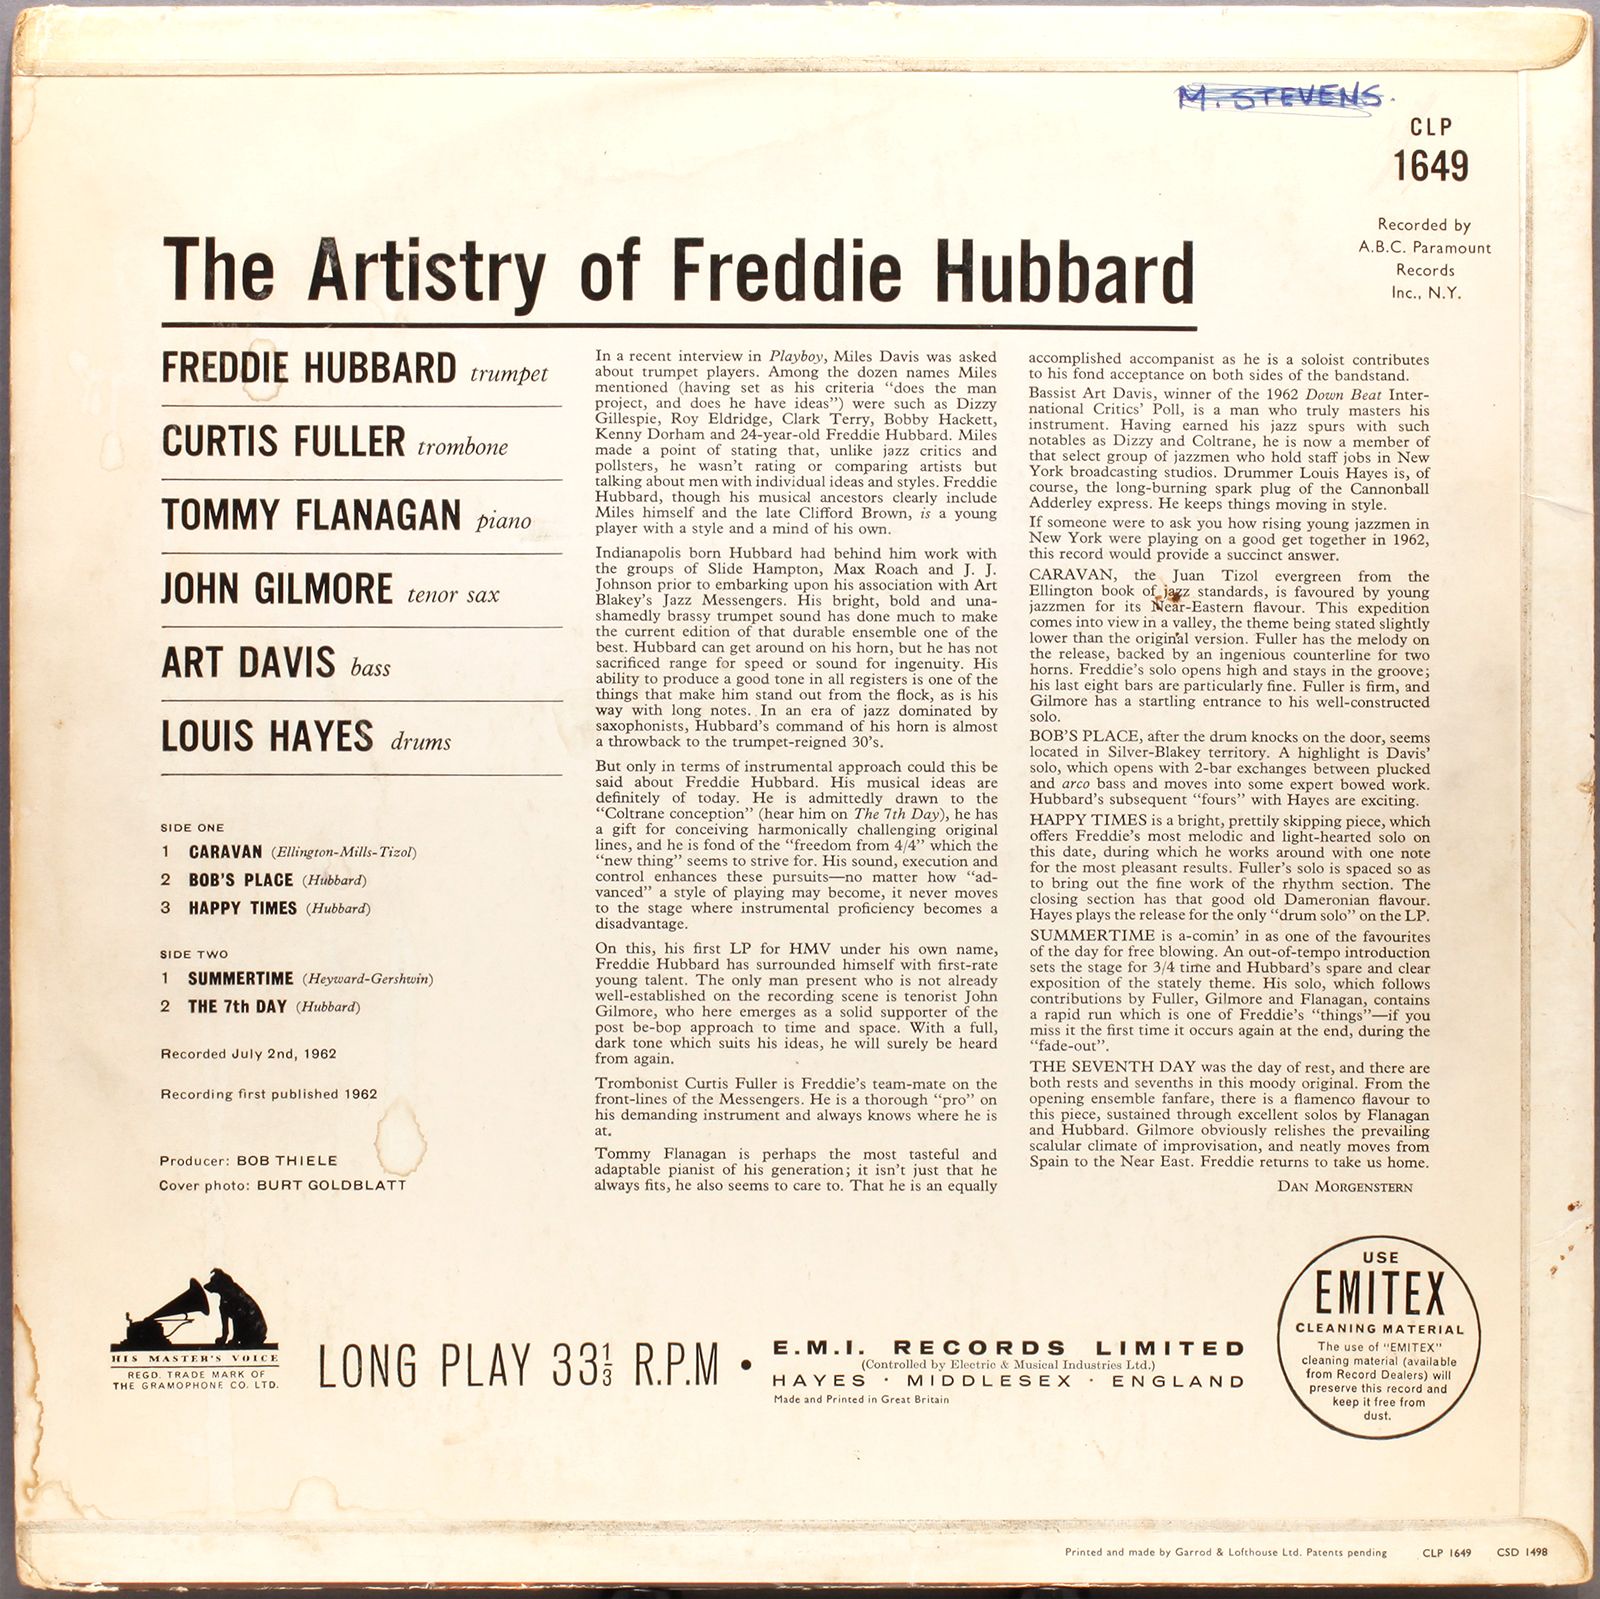 M. STEVENS.
CLP
1649
Recorded by
A.B.C. Paramount
Records
Inc., N.Y.
The Artistry of Freddie Hubbard
FREDDIE HUBBARD trumpet
CURTIS FULLER trombone
TOMMY FLANAGAN piano
JOHN GILMORE tenor sax
ART DAVIS bass
LOUIS HAYES drums
SIDE ONE
1 CARAVAN (Ellington-Mills-Tizol)
2 BOB'S PLACE (Hubbard)
3 HAPPY TIMES (Hubbard)
SIDE TWO
1 SUMMERTIME (Heyward-Gershwin)
2 THE 7th DAY (Hubbard)
Recorded July 2nd, 1962
Recording first published 1962
Producer: BOB THIELE
Cover photo: BURT GOLDBLATT
In a recent interview in Playboy, Miles Davis was asked
about trumpet players. Among the dozen names Miles
mentioned (having set as his criteria "does the man
project, and does he have ideas") were such as Dizzy
Gillespie, Roy Eldridge, Clark Terry, Bobby Hackett,
Kenny Dorham and 24-year-old Freddie Hubbard. Miles
made a point of stating that, unlike jazz critics and
pollsters, he wasn't rating or comparing artists but
talking about men with individual ideas and styles. Freddie
Hubbard, though his musical ancestors clearly include
Miles himself and the late Clifford Brown, is a young
player with a style and a mind of his own.
Indianapolis born Hubbard had behind him work with
the groups of Slide Hampton, Max Roach and J. J.
Johnson prior to embarking upon his association with Art
Blakey's Jazz Messengers. His bright, bold and una-
shamedly brassy trumpet sound has done much to make
the current edition of that durable ensemble one of the
best. Hubbard can get around on his horn, but he has not
sacrificed range for speed or sound for ingenuity. His
ability to produce a good tone in all registers is one of the
things that make him stand out from the flock, as is his
way with long notes. In an era of jazz dominated by
saxophonists, Hubbard's command of his horn is almost
a throwback to the trumpet-reigned 30's.
But only in terms of instrumental approach could this be
said about Freddie Hubbard. His musical ideas are
definitely of today. He is admittedly drawn to the
"Coltrane conception" (hear him on The 7th Day), he has
a gift for conceiving harmonically challenging original
lines, and he is fond of the "freedom from 4/4" which the
"new thing" seems to strive for. His sound, execution and
control enhances these pursuits—no matter how "ad-
vanced" a style of playing may become, it never moves
to the stage where instrumental proficiency becomes a
disadvantage.
On this, his first LP for HMV under his own name,
Freddie Hubbard has surrounded himself with first-rate
young talent. The only man present who is not already
well-established on the recording scene is tenorist John
Gilmore, who here emerges as a solid supporter of the
post be-bop approach to time and space. With a full,
dark tone which suits his ideas, he will surely be heard
from again.
Trombonist Curtis Fuller is Freddie's team-mate on the
front-lines of the Messengers. He is a thorough "pro" on
his demanding instrument and always knows where he is
at.
Tommy Flanagan is perhaps the most tasteful and
adaptable pianist of his generation; it isn't just that he
always fits, he also seems to care to. That he is an equally
accomplished accompanist as he is a soloist contributes
to his fond acceptance on both sides of the bandstand.
Bassist Art Davis, winner of the 1962 Down Beat Inter-
national Critics' Poll, is a man who truly masters his
instrument. Having earned his jazz spurs with such
notables as Dizzy and Coltrane, he is now a member of
that select group of jazzmen who hold staff jobs in New
York broadcasting studios. Drummer Louis Hayes is, of
course, the long-burning spark plug of the Cannonball
Adderley express. He keeps things moving in style.
If someone were to ask you how rising young jazzmen in
New York were playing on a good get together in 1962,
this record would provide a succinct answer.
CARAVAN, the Juan Tizol evergreen from the
Ellington book of jazz standards, is favoured by young
jazzmen for its Near-Eastern flavour. This expedition
comes into view in a valley, the theme being stated slightly
lower than the original version. Fuller has the melody on
the release, backed by an ingenious counterline for two
horns. Freddie's solo opens high and stays in the groove;
his last eight bars are particularly fine. Fuller is firm, and
Gilmore has a startling entrance to his well-constructed
solo.
BOB'S PLACE, after the drum knocks on the door, seems
located in Silver-Blakey territory. A highlight is Davis'
solo, which opens with 2-bar exchanges between plucked
and arco bass and moves into some expert bowed work.
Hubbard's subsequent "fours" with Hayes are exciting.
HAPPY TIMES is a bright, prettily skipping piece, which
offers Freddie's most melodic and light-hearted solo on
this date, during which he works around with one note
for the most pleasant results. Fuller's solo is spaced so as
to bring out the fine work of the rhythm section. The
closing section has that good old Dameronian flavour.
Hayes plays the release for the only "drum solo" on the LP.
SUMMERTIME is a-comin' in as one of the favourites
of the day for free blowing. An out-of-tempo introduction
sets the stage for 3/4 time and Hubbard's spare and clear
exposition of the stately theme. His solo, which follows
contributions by Fuller, Gilmore and Flanagan, contains
a rapid run which is one of Freddie's "things"—if you
miss it the first time it occurs again at the end, during the
"fade-out".
THE SEVENTH DAY was the day of rest, and there are
both rests and sevenths in this moody original. From the
opening ensemble fanfare, there is a flamenco flavour to
this piece, sustained through excellent solos by Flanagan
and Hubbard. Gilmore obviously relishes the prevailing
scalular climate of improvisation, and neatly moves from
Spain to the Near East. Freddie returns to take us home.
DAN MORGENSTERN
HIS MASTER'S VOICE
REGD. TRADE MARK OF
THE GRAMOPHONE CO. LTD.
LONG PLAY 33⅓ R.P.M •
E.M.I. RECORDS LIMITED
(Controlled by Electric & Musical Industries Ltd.)
HAYES · MIDDLESEX · ENGLAND
Made and Printed in Great Britain
USE
EMITEX
CLEANING MATERIAL
The use of "EMITEX"
cleaning material (available
from Record Dealers) will
preserve this record and
keep it free from
dust.
Printed and made by Garrod & Lofthouse Ltd. Patents pending CLP 1649 CSD 1498